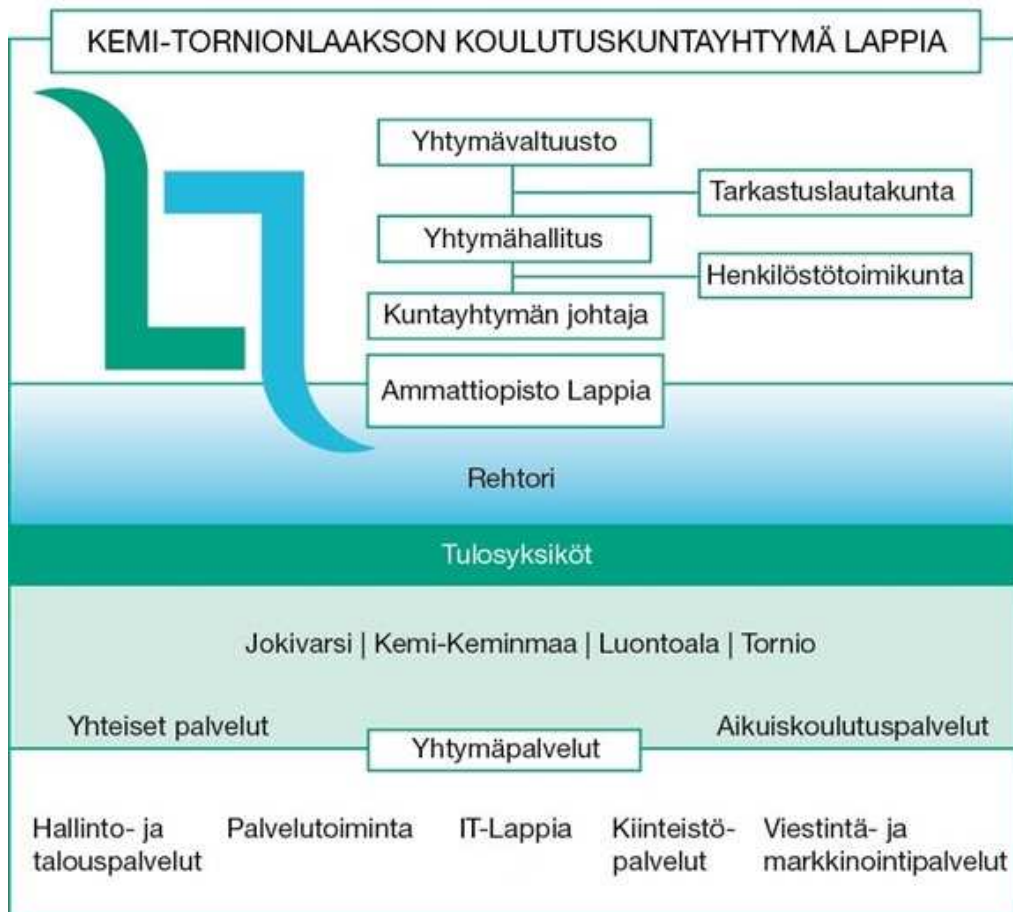 KEMI-TORNIONLAAKSON KOULUTUSKUNTAYHTYMÄ LAPPIA
Yhtymävaltuusto
Tarkastuslautakunta
Yhtymähallitus
Henkilöstötoimikunta
Kuntayhtymän johtaja
Ammattiopisto Lappia
Rehtori
Tulosyksiköt
Jokivarsi | Kemi-Keminmaa | Luontoala | Tornio
Yhteiset palvelut
Aikuiskoulutuspalvelut
Yhtymäpalvelut
Hallinto- ja
talouspalvelut
Palvelutoiminta
IT-Lappia
Kiinteistö-
palvelut
Viestintä- ja
markkinointipalvelut